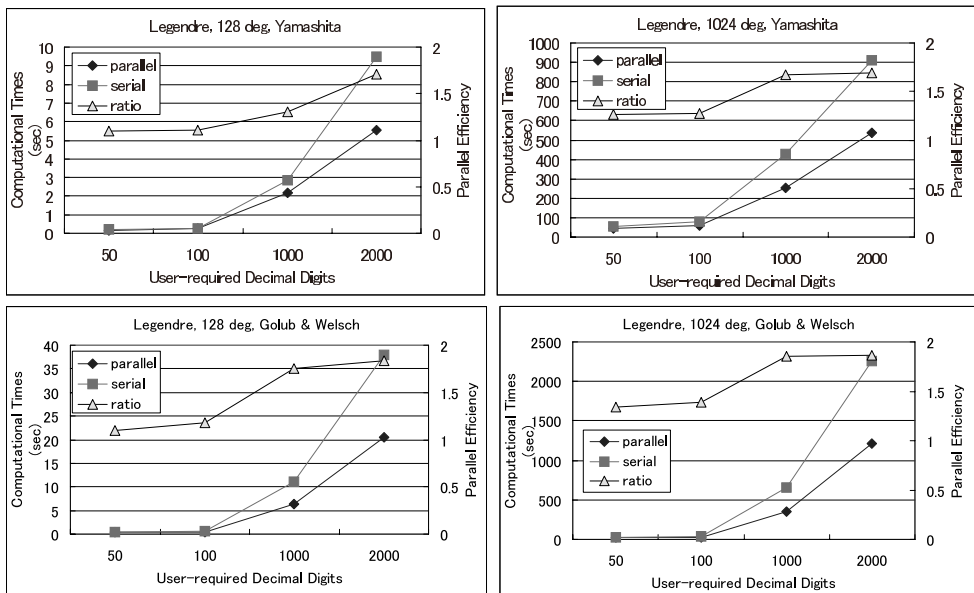 Legendre, 128 deg, Yamashita
10
9
8
7
6
5
4
3
2
1
0
2
1.5
1
0.5
0
Computational Times
(sec)
Parallel Efficiency
parallel
serial
ratio
50 100 1000 2000
User-required Decimal Digits
Legendre, 1024 deg, Yamashita
1000
900
800
700
600
500
400
300
200
100
0
2
1.5
1
0.5
0
Computational Times
(sec)
Parallel Efficiency
parallel
serial
ratio
50 100 1000 2000
User-required Decimal Digits
Legendre, 128 deg, Golub & Welsch
40
35
30
25
20
15
10
5
0
2
1.5
1
0.5
0
Computational Times
(sec)
Parallel Efficiency
parallel
serial
ratio
50 100 1000 2000
User-required Decimal Digits
Legendre, 1024 deg, Golub & Welsch
2500
2000
1500
1000
500
0
2
1.5
1
0.5
0
Computational Times
(sec)
Parallel Efficiency
parallel
serial
ratio
50 100 1000 2000
User-required Decimal Digits